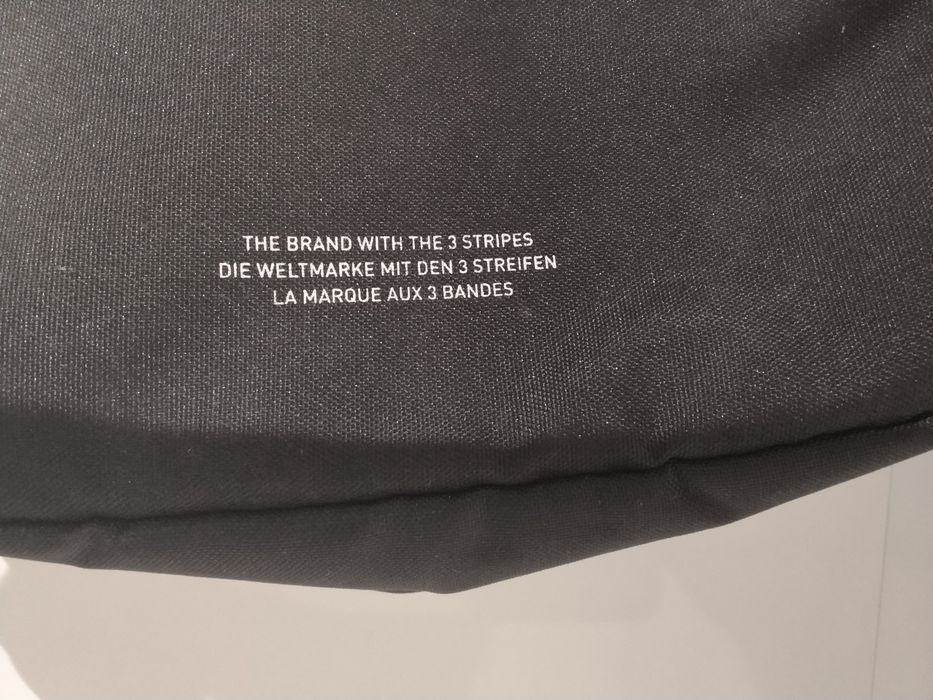 THE BRAND WITH THE 3 STRIPES
DIE WELTMARKE MIT DEN 3 STREIFEN
LA MARQUE AUX 3 BANDES